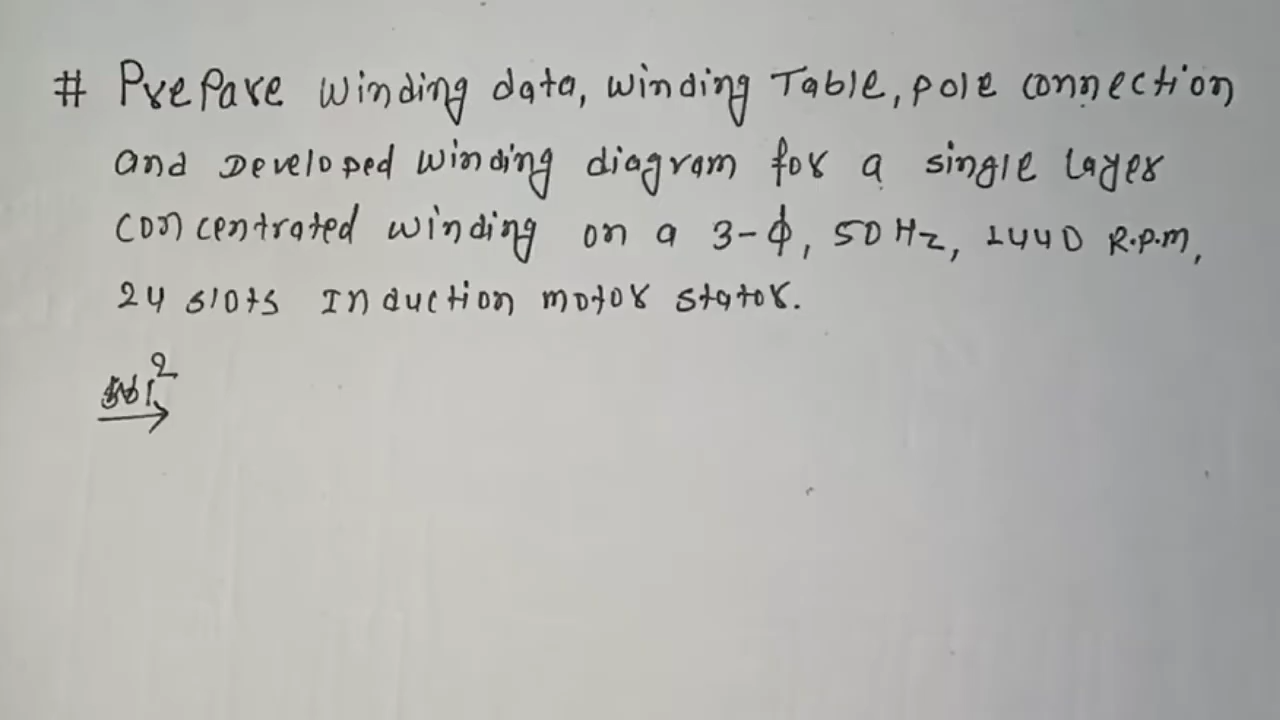 # Prepare winding data, winding Table, pole connection
and Developed winding diagram for a single layer
concentrated winding on a 3-ϕ, 50 Hz, 1440 R.p.m,
24 slots Induction motor stator.